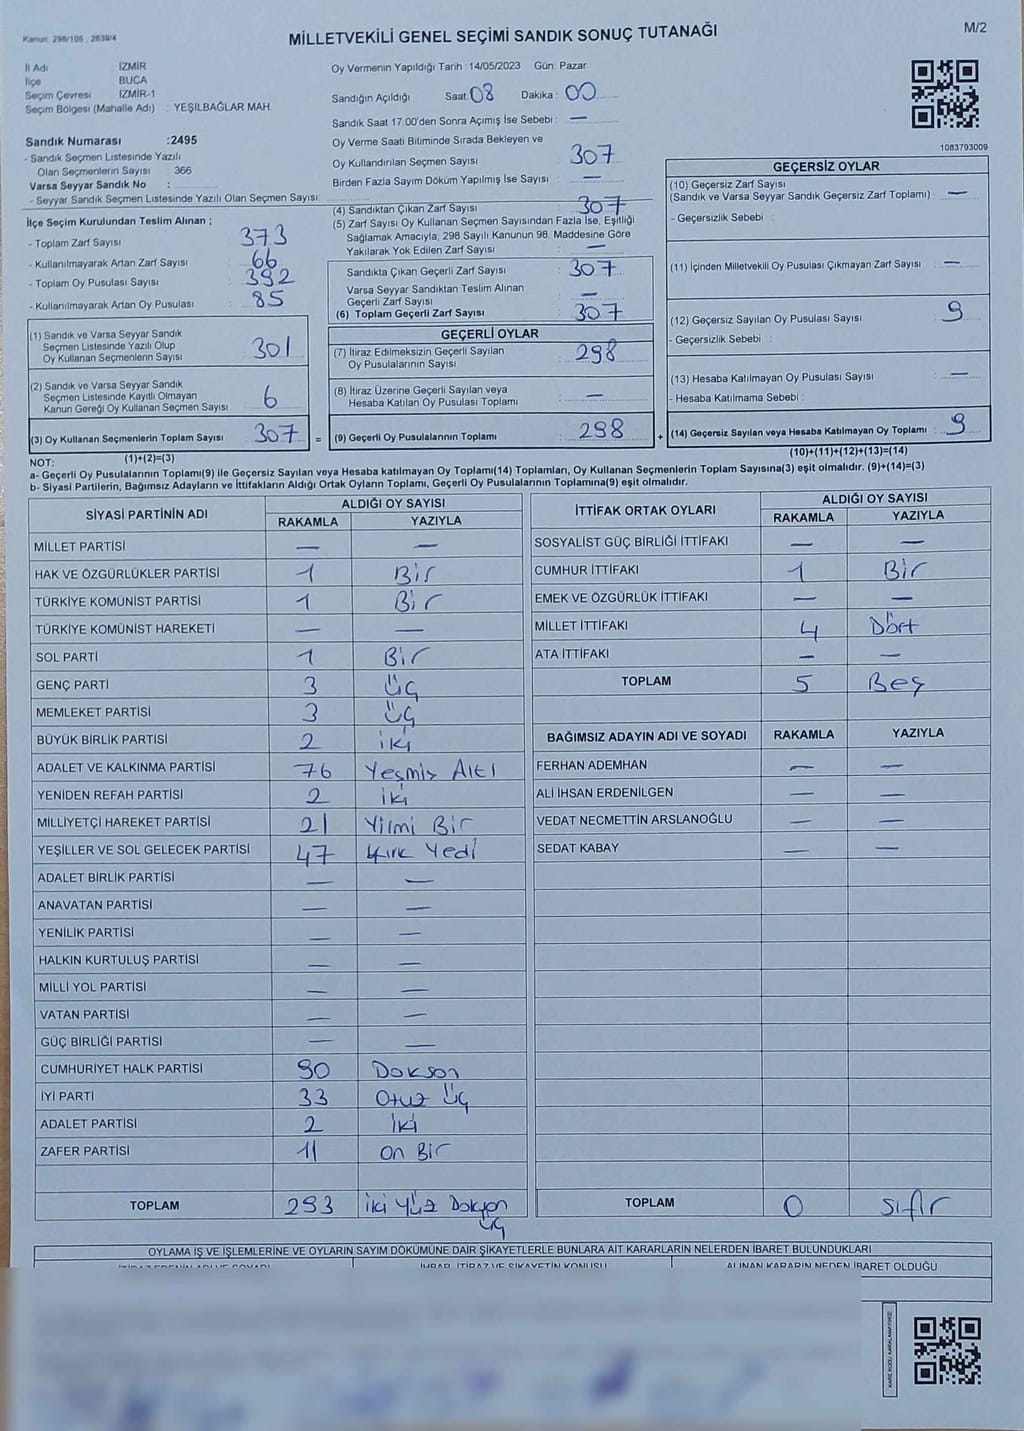 Kanun: 298/105 , 2839/4
MİLLETVEKİLİ GENEL SEÇİMİ SANDIK SONUÇ TUTANAĞI
M/2
İl Adı : İZMİR
İlçe : BUCA
Seçim Çevresi : İZMİR-1
Seçim Bölgesi (Mahalle Adı) : YEŞİLBAĞLAR MAH.
Sandık Numarası :2495
- Sandık Seçmen Listesinde Yazılı
Olan Seçmenlerin Sayısı : 366
Varsa Seyyar Sandık No :
- Seyyar Sandık Seçmen Listesinde Yazılı Olan Seçmen Sayısı:
İlçe Seçim Kurulundan Teslim Alınan ;
- Toplam Zarf Sayısı : 373
- Kullanılmayarak Artan Zarf Sayısı : 66
- Toplam Oy Pusulası Sayısı : 392
- Kullanılmayarak Artan Oy Pusulası : 85
(1) Sandık ve Varsa Seyyar Sandık
Seçmen Listesinde Yazılı Olup
Oy Kullanan Seçmenlerin Sayısı : 301
(2) Sandık ve Varsa Seyyar Sandık
Seçmen Listesinde Kayıtlı Olmayan
Kanun Gereği Oy Kullanan Seçmen Sayısı : 6
(3) Oy Kullanan Seçmenlerin Toplam Sayısı : 307 =
(1)+(2)=(3)
Oy Vermenin Yapıldığı Tarih :14/05/2023 Gün: Pazar
Sandığın Açıldığı Saat: 08 Dakika : 00
Sandık Saat 17:00'den Sonra Açımış İse Sebebi : —
Oy Verme Saati Bitiminde Sırada Bekleyen ve
Oy Kullandırılan Seçmen Sayısı : 307
Birden Fazla Sayım Döküm Yapılmış İse Sayısı : —
(4) Sandıktan Çıkan Zarf Sayısı : 307
(5) Zarf Sayısı Oy Kullanan Seçmen Sayısından Fazla İse, Eşitliği
Sağlamak Amacıyla, 298 Sayılı Kanunun 98. Maddesine Göre
Yakılarak Yok Edilen Zarf Sayısı : —
Sandıkta Çıkan Geçerli Zarf Sayısı : 307
Varsa Seyyar Sandıktan Teslim Alınan
Geçerli Zarf Sayısı : —
(6) Toplam Geçerli Zarf Sayısı : 307
GEÇERLİ OYLAR
(7) İtiraz Edilmeksizin Geçerli Sayılan
Oy Pusulalarının Sayısı : 298
(8) İtiraz Üzerine Geçerli Sayılan veya
Hesaba Katılan Oy Pusulası Toplamı : —
(9) Geçerli Oy Pusulalarının Toplamı : 298 +
1083793009
GEÇERSİZ OYLAR
(10) Geçersiz Zarf Sayısı
(Sandık ve Varsa Seyyar Sandık Geçersiz Zarf Toplamı) : —
- Geçersizlik Sebebi :
(11) İçinden Milletvekili Oy Pusulası Çıkmayan Zarf Sayısı : —
(12) Geçersiz Sayılan Oy Pusulası Sayısı : 9
- Geçersizlik Sebebi :
(13) Hesaba Katılmayan Oy Pusulası Sayısı : —
- Hesaba Katılmama Sebebi :
(14) Geçersiz Sayılan veya Hesaba Katılmayan Oy Toplamı : 9
(10)+(11)+(12)+(13)=(14)
NOT:
a- Geçerli Oy Pusulalarının Toplamı(9) ile Geçersiz Sayılan veya Hesaba katılmayan Oy Toplamı(14) Toplamları, Oy Kullanan Seçmenlerin Toplam Sayısına(3) eşit olmalıdır. (9)+(14)=(3)
b- Siyasi Partilerin, Bağımsız Adayların ve İttifakların Aldığı Ortak Oyların Toplamı, Geçerli Oy Pusulalarının Toplamına(9) eşit olmalıdır.
SİYASİ PARTİNİN ADI
ALDIĞI OY SAYISI
RAKAMLA YAZIYLA
MİLLET PARTİSİ — —
HAK VE ÖZGÜRLÜKLER PARTİSİ 1 Bir
TÜRKİYE KOMÜNİST PARTİSİ 1 Bir
TÜRKİYE KOMÜNİST HAREKETİ — —
SOL PARTİ 1 Bir
GENÇ PARTİ 3 Üç
MEMLEKET PARTİSİ 3 Üç
BÜYÜK BİRLİK PARTİSİ 2 iki
ADALET VE KALKINMA PARTİSİ 76 Yeşmiş Altı
YENİDEN REFAH PARTİSİ 2 iki
MİLLİYETÇİ HAREKET PARTİSİ 21 Yilmi Bir
YEŞİLLER VE SOL GELECEK PARTİSİ 47 Kırk Yedi
ADALET BİRLİK PARTİSİ — —
ANAVATAN PARTİSİ — —
YENİLİK PARTİSİ — —
HALKIN KURTULUŞ PARTİSİ — —
MİLLİ YOL PARTİSİ — —
VATAN PARTİSİ — —
GÜÇ BİRLİĞİ PARTİSİ — —
CUMHURİYET HALK PARTİSİ 90 Dokson
İYİ PARTİ 33 Otuz Üç
ADALET PARTİSİ 2 İki
ZAFER PARTİSİ 11 On Bir
TOPLAM 293 iki Yüz Dokson Üç
İTTİFAK ORTAK OYLARI
ALDIĞI OY SAYISI
RAKAMLA YAZIYLA
SOSYALİST GÜÇ BİRLİĞİ İTTİFAKI — —
CUMHUR İTTİFAKI 1 Bir
EMEK VE ÖZGÜRLÜK İTTİFAKI — —
MİLLET İTTİFAKI 4 Dört
ATA İTTİFAKI — —
TOPLAM 5 Beş
BAĞIMSIZ ADAYIN ADI VE SOYADI RAKAMLA YAZIYLA
FERHAN ADEMHAN — —
ALİ İHSAN ERDENİLGEN — —
VEDAT NECMETTİN ARSLANOĞLU — —
SEDAT KABAY — —
TOPLAM 0 Sıfır
OYLAMA İŞ VE İŞLEMLERİNE VE OYLARIN SAYIM DÖKÜMÜNE DAİR ŞİKAYETLERLE BUNLARA AİT KARARLARIN NELERDEN İBARET BULUNDUKLARI
İTİRAZ EDENİN ADI VE SOYADI
İHBAR, İTİRAZ VE ŞİKAYETİN KONUSU
ALINAN KARARIN NEDEN İBARET OLDUĞU
KARE KODU KARALAMAYINIZ!